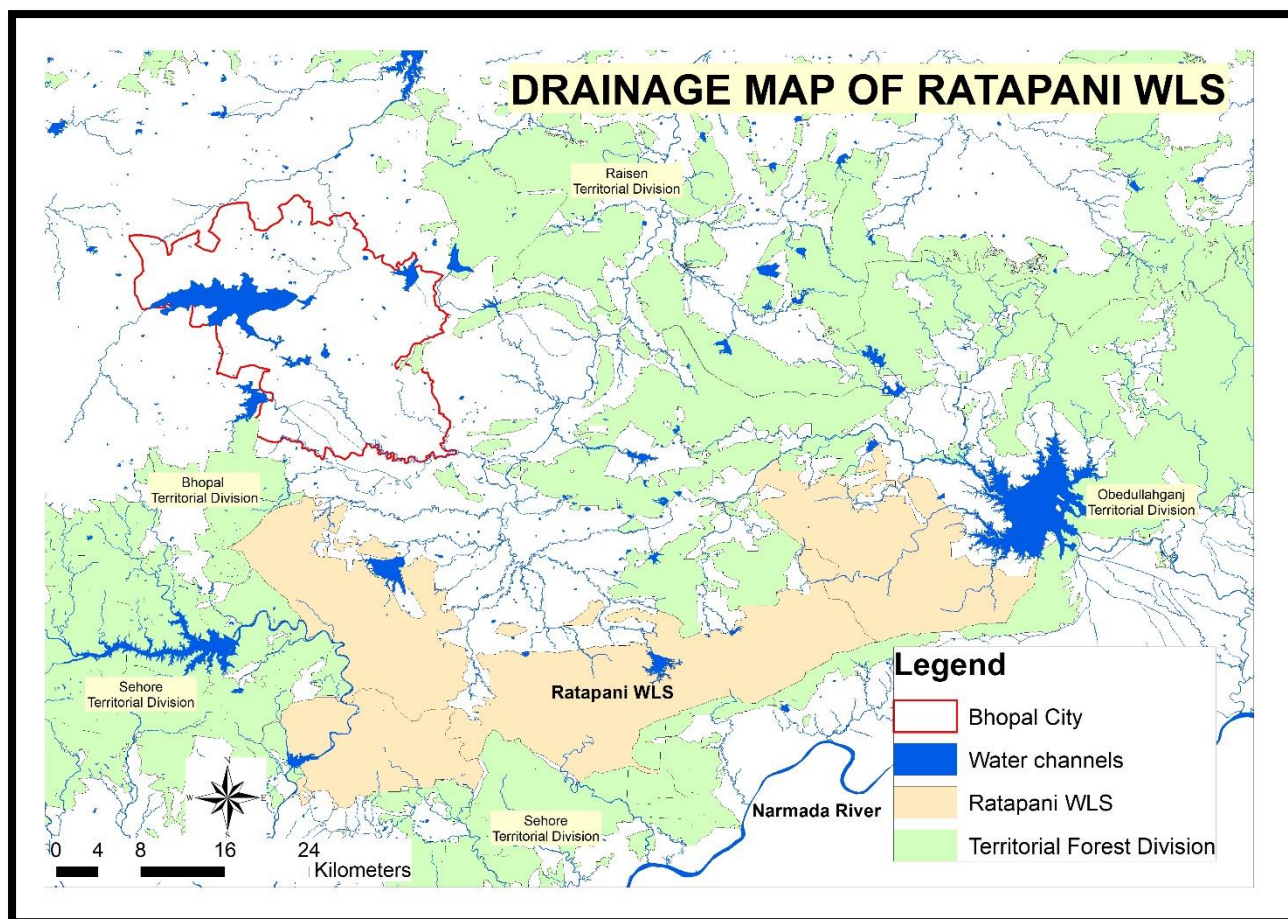 DRAINAGE MAP OF RATAPANI WLS
Raisen
Territorial Division
Bhopal
Territorial Division
Obedullahganj
Territorial Division
Sehore
Territorial Division
Ratapani WLS
Sehore
Territorial Division
Narmada River
N
W
E
S
0 4 8 16 24
Kilometers
Legend
Bhopal City
Water channels
Ratapani WLS
Territorial Forest Division